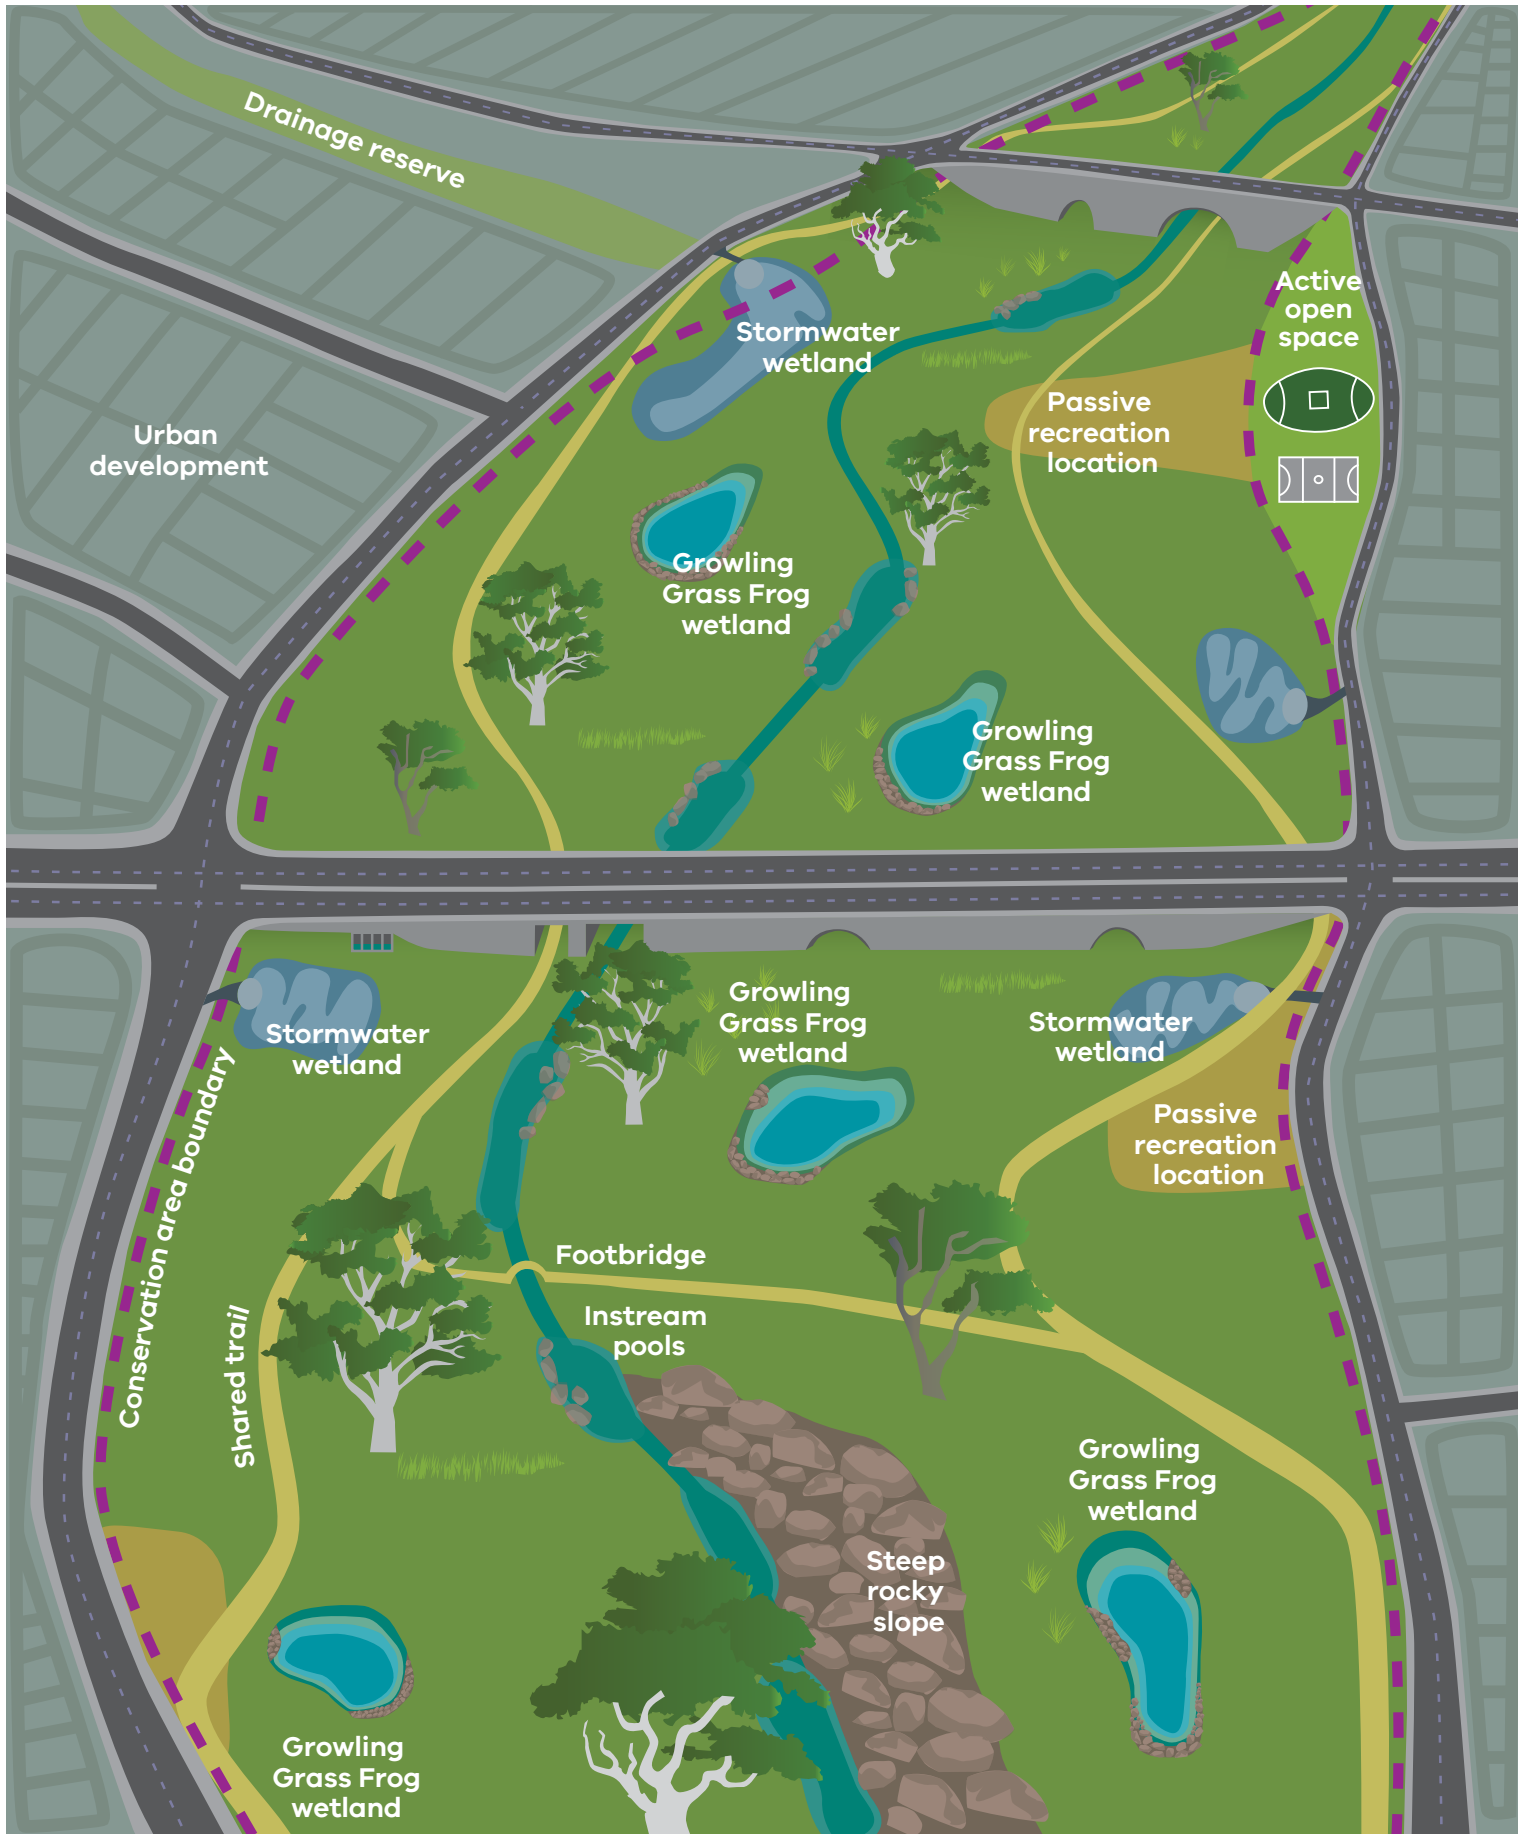 Drainage reserve
Stormwater
wetland
Active
open
space
Passive
recreation
location
Urban
development
Growling
Grass Frog
wetland
Growling
Grass Frog
wetland
Growling
Grass Frog
wetland
Stormwater
wetland
Stormwater
wetland
Conservation area boundary
Passive
recreation
location
Footbridge
Instream
pools
Shared trail
Growling
Grass Frog
wetland
Steep
rocky
slope
Growling
Grass Frog
wetland